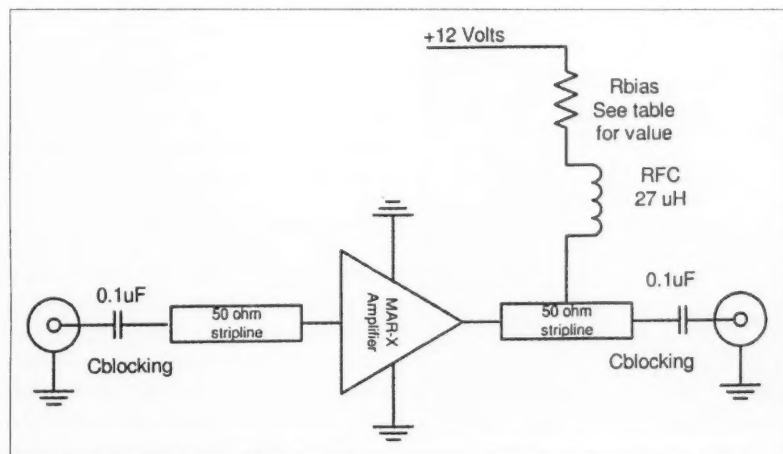 +12 Volts
Rbias
See table
for value
RFC
27 uH
0.1uF
50 ohm
stripline
Cblocking
MAR-X
Amplifier
50 ohm
stripline
0.1uF
Cblocking